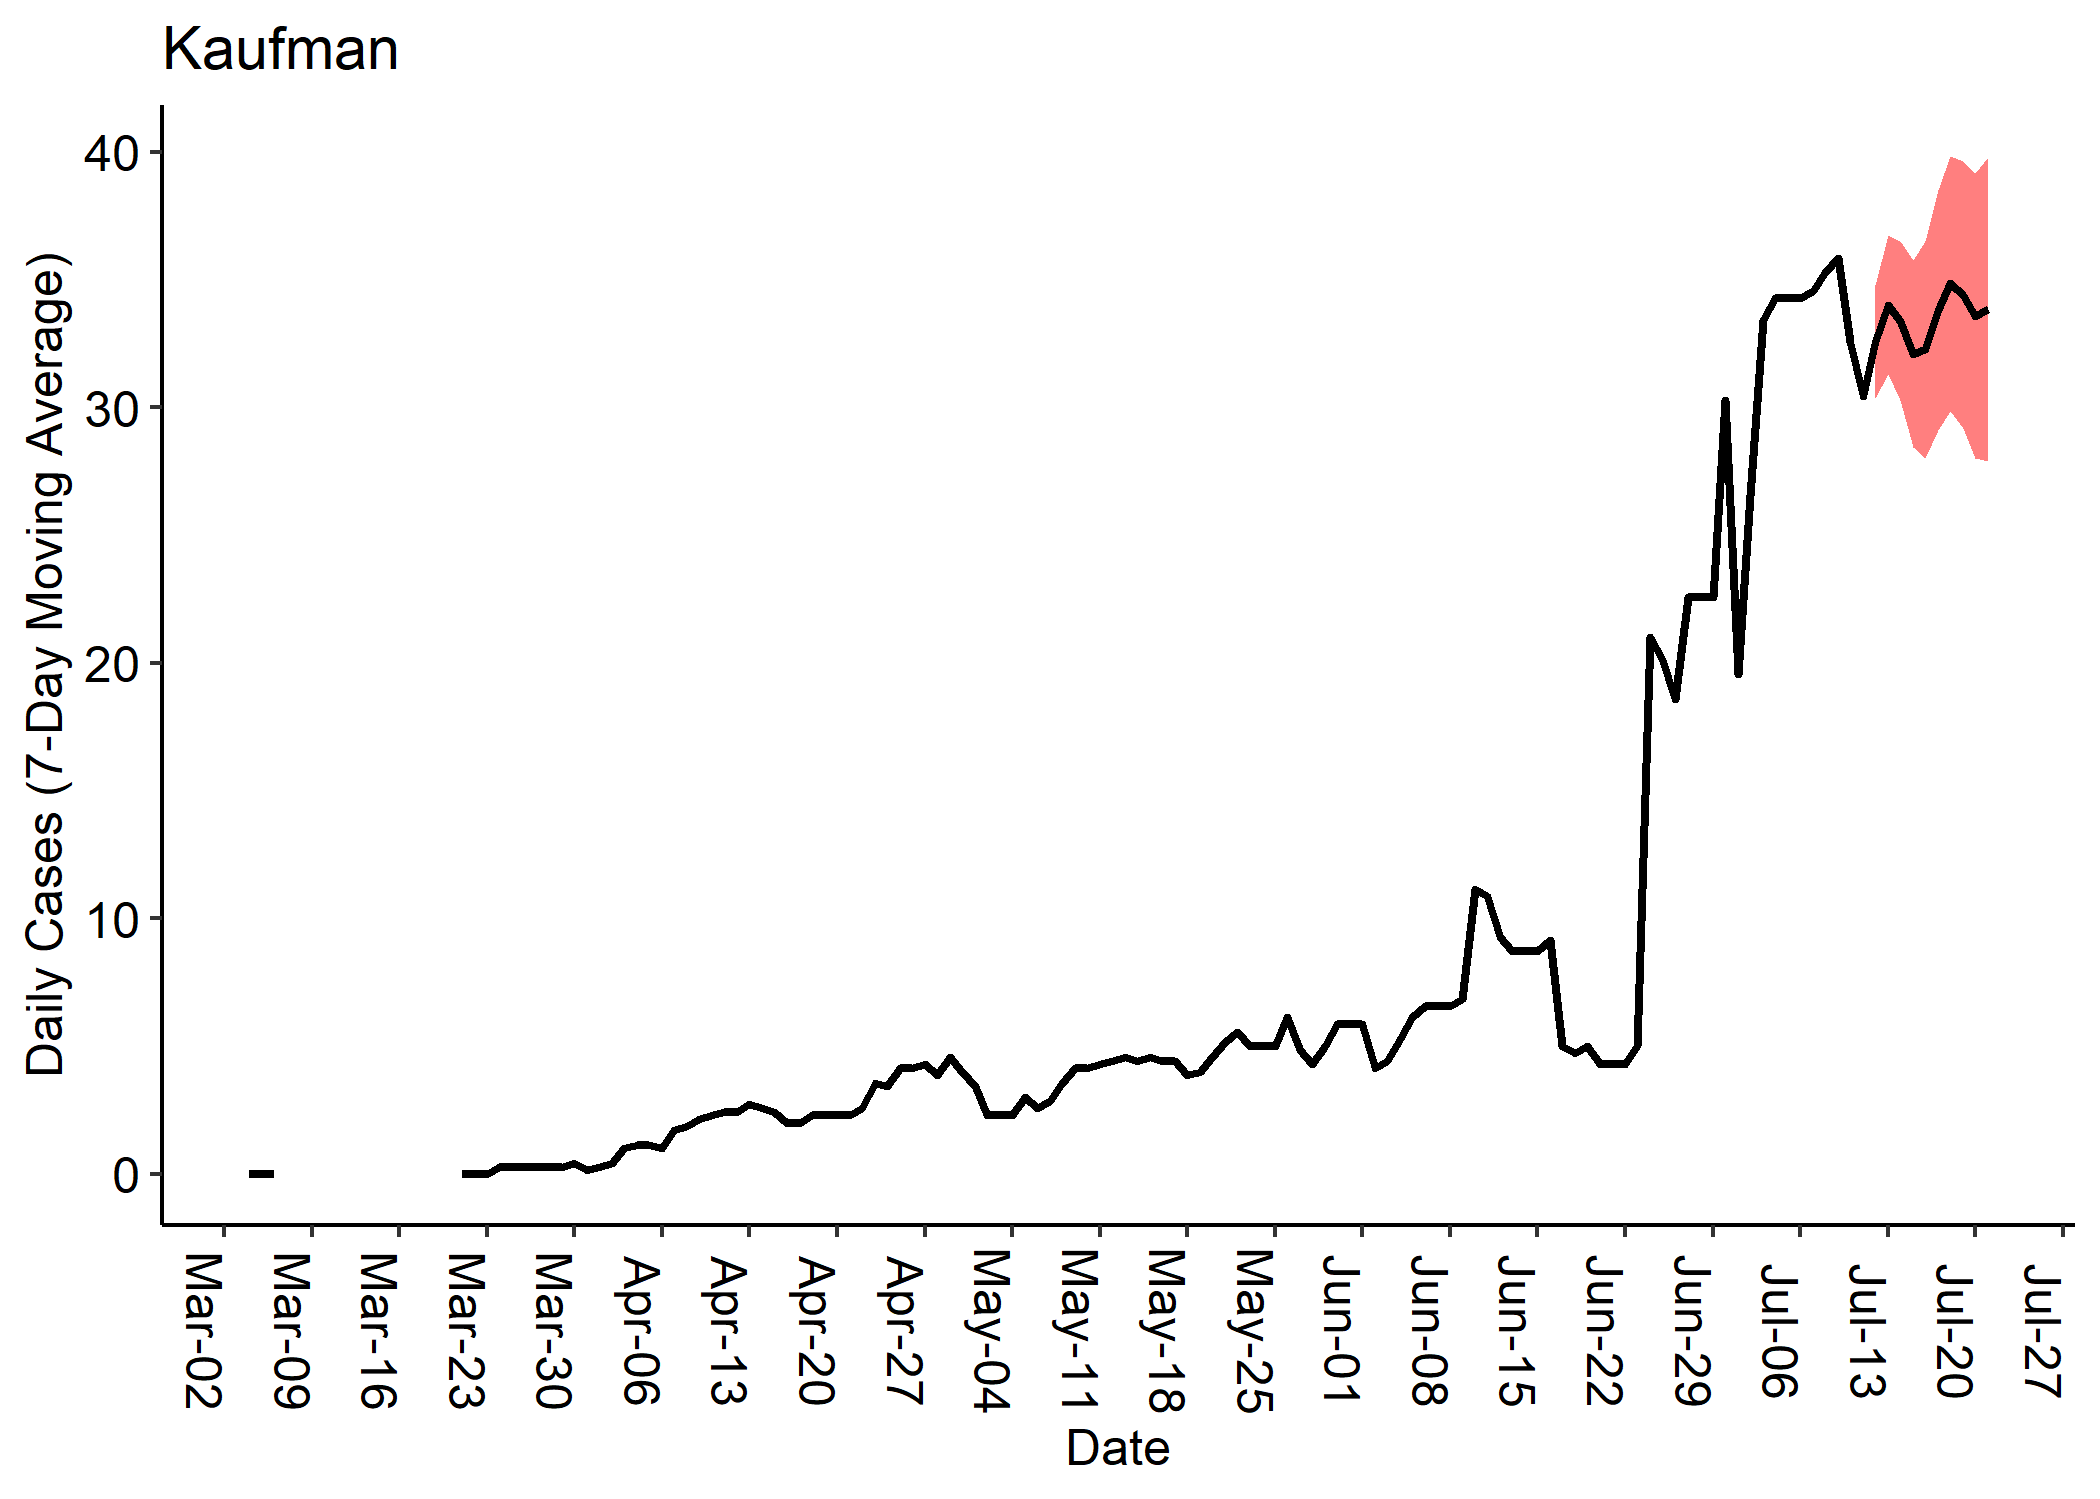 Kaufman
Daily Cases (7-Day Moving Average)
40
30
20
10
0
Mar-02
Mar-09
Mar-16
Mar-23
Mar-30
Apr-06
Apr-13
Apr-20
Apr-27
May-04
May-11
May-18
May-25
Jun-01
Jun-08
Jun-15
Jun-22
Jun-29
Jul-06
Jul-13
Jul-20
Jul-27
Date